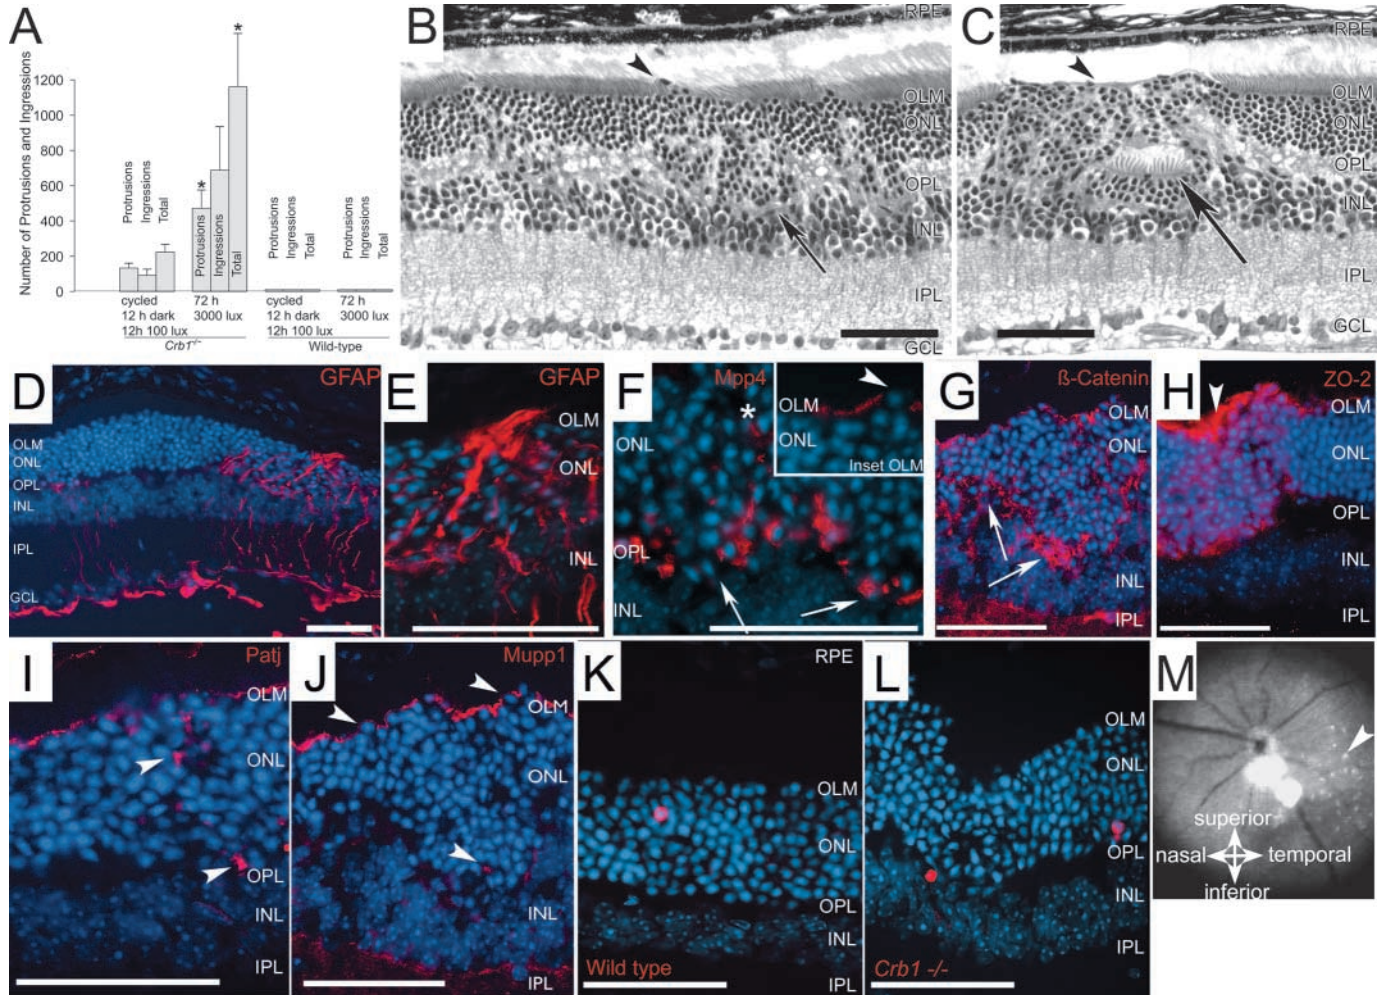 A
Number of Protrusions and Ingressions
1200
1000
800
600
400
200
0
*
*
Protrusions
Ingressions
Total
Protrusions
Ingressions
Total
Protrusions
Ingressions
Total
Protrusions
Ingressions
Total
cycled
12 h dark
12h 100 lux
72 h
3000 lux
cycled
12 h dark
12h 100 lux
72 h
3000 lux
Crb1-/-
Wild-type
B
RPE
OLM
ONL
OPL
INL
IPL
GCL
C
RPE
OLM
ONL
OPL
INL
IPL
GCL
D
GFAP
OLM
ONL
OPL
INL
IPL
GCL
E
GFAP
OLM
ONL
INL
F
Mpp4
*
OLM
ONL
ONL
Inset OLM
OPL
INL
G
ß-Catenin
OLM
ONL
INL
IPL
H
ZO-2
OLM
ONL
OPL
INL
IPL
I
Patj
OLM
ONL
OPL
INL
IPL
J
Mupp1
OLM
ONL
INL
IPL
K
RPE
OLM
ONL
OPL
INL
Wild type
IPL
L
OLM
ONL
OPL
INL
IPL
Crb1 -/-
M
superior
nasal temporal
inferior